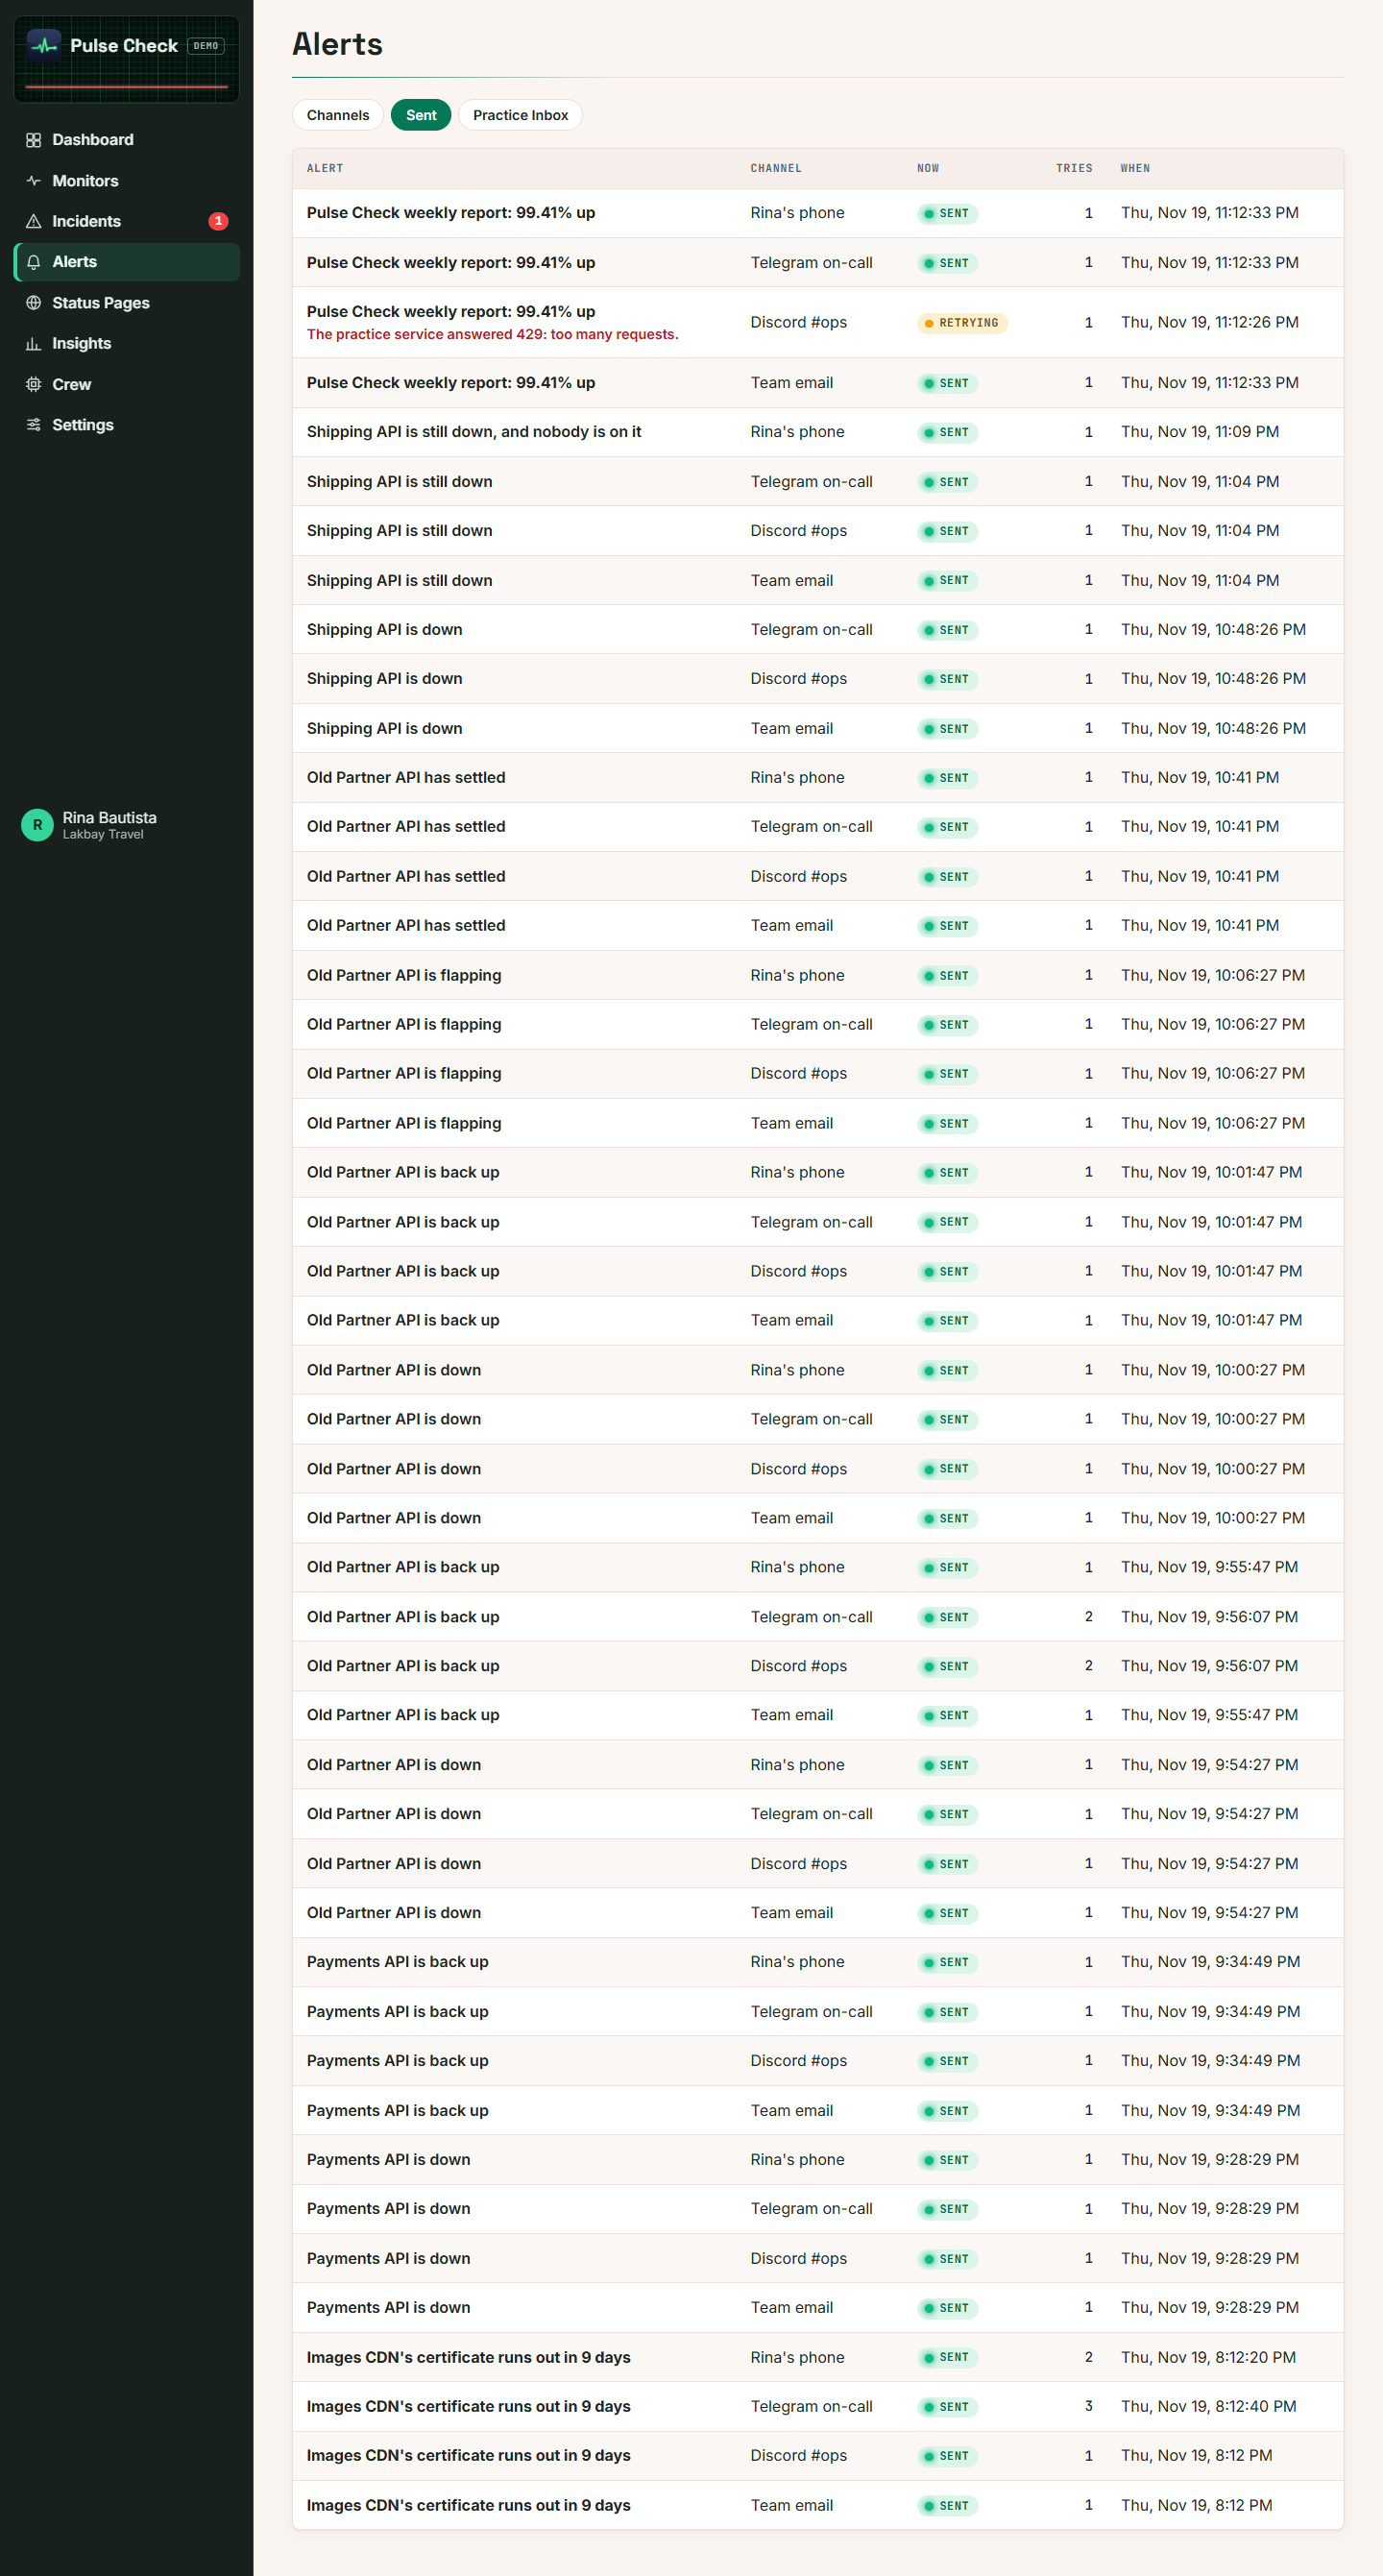 Pulse Check DEMO
Dashboard
Monitors
Incidents 1
Alerts
Status Pages
Insights
Crew
Settings
R Rina Bautista
Lakbay Travel
Alerts
Channels Sent Practice Inbox
ALERT CHANNEL NOW TRIES WHEN
Pulse Check weekly report: 99.41% up Rina's phone SENT 1 Thu, Nov 19, 11:12:33 PM
Pulse Check weekly report: 99.41% up Telegram on-call SENT 1 Thu, Nov 19, 11:12:33 PM
Pulse Check weekly report: 99.41% up Discord #ops RETRYING 1 Thu, Nov 19, 11:12:26 PM
The practice service answered 429: too many requests.
Pulse Check weekly report: 99.41% up Team email SENT 1 Thu, Nov 19, 11:12:33 PM
Shipping API is still down, and nobody is on it Rina's phone SENT 1 Thu, Nov 19, 11:09 PM
Shipping API is still down Telegram on-call SENT 1 Thu, Nov 19, 11:04 PM
Shipping API is still down Discord #ops SENT 1 Thu, Nov 19, 11:04 PM
Shipping API is still down Team email SENT 1 Thu, Nov 19, 11:04 PM
Shipping API is down Telegram on-call SENT 1 Thu, Nov 19, 10:48:26 PM
Shipping API is down Discord #ops SENT 1 Thu, Nov 19, 10:48:26 PM
Shipping API is down Team email SENT 1 Thu, Nov 19, 10:48:26 PM
Old Partner API has settled Rina's phone SENT 1 Thu, Nov 19, 10:41 PM
Old Partner API has settled Telegram on-call SENT 1 Thu, Nov 19, 10:41 PM
Old Partner API has settled Discord #ops SENT 1 Thu, Nov 19, 10:41 PM
Old Partner API has settled Team email SENT 1 Thu, Nov 19, 10:41 PM
Old Partner API is flapping Rina's phone SENT 1 Thu, Nov 19, 10:06:27 PM
Old Partner API is flapping Telegram on-call SENT 1 Thu, Nov 19, 10:06:27 PM
Old Partner API is flapping Discord #ops SENT 1 Thu, Nov 19, 10:06:27 PM
Old Partner API is flapping Team email SENT 1 Thu, Nov 19, 10:06:27 PM
Old Partner API is back up Rina's phone SENT 1 Thu, Nov 19, 10:01:47 PM
Old Partner API is back up Telegram on-call SENT 1 Thu, Nov 19, 10:01:47 PM
Old Partner API is back up Discord #ops SENT 1 Thu, Nov 19, 10:01:47 PM
Old Partner API is back up Team email SENT 1 Thu, Nov 19, 10:01:47 PM
Old Partner API is down Rina's phone SENT 1 Thu, Nov 19, 10:00:27 PM
Old Partner API is down Telegram on-call SENT 1 Thu, Nov 19, 10:00:27 PM
Old Partner API is down Discord #ops SENT 1 Thu, Nov 19, 10:00:27 PM
Old Partner API is down Team email SENT 1 Thu, Nov 19, 10:00:27 PM
Old Partner API is back up Rina's phone SENT 1 Thu, Nov 19, 9:55:47 PM
Old Partner API is back up Telegram on-call SENT 2 Thu, Nov 19, 9:56:07 PM
Old Partner API is back up Discord #ops SENT 2 Thu, Nov 19, 9:56:07 PM
Old Partner API is back up Team email SENT 1 Thu, Nov 19, 9:55:47 PM
Old Partner API is down Rina's phone SENT 1 Thu, Nov 19, 9:54:27 PM
Old Partner API is down Telegram on-call SENT 1 Thu, Nov 19, 9:54:27 PM
Old Partner API is down Discord #ops SENT 1 Thu, Nov 19, 9:54:27 PM
Old Partner API is down Team email SENT 1 Thu, Nov 19, 9:54:27 PM
Payments API is back up Rina's phone SENT 1 Thu, Nov 19, 9:34:49 PM
Payments API is back up Telegram on-call SENT 1 Thu, Nov 19, 9:34:49 PM
Payments API is back up Discord #ops SENT 1 Thu, Nov 19, 9:34:49 PM
Payments API is back up Team email SENT 1 Thu, Nov 19, 9:34:49 PM
Payments API is down Rina's phone SENT 1 Thu, Nov 19, 9:28:29 PM
Payments API is down Telegram on-call SENT 1 Thu, Nov 19, 9:28:29 PM
Payments API is down Discord #ops SENT 1 Thu, Nov 19, 9:28:29 PM
Payments API is down Team email SENT 1 Thu, Nov 19, 9:28:29 PM
Images CDN's certificate runs out in 9 days Rina's phone SENT 2 Thu, Nov 19, 8:12:20 PM
Images CDN's certificate runs out in 9 days Telegram on-call SENT 3 Thu, Nov 19, 8:12:40 PM
Images CDN's certificate runs out in 9 days Discord #ops SENT 1 Thu, Nov 19, 8:12 PM
Images CDN's certificate runs out in 9 days Team email SENT 1 Thu, Nov 19, 8:12 PM